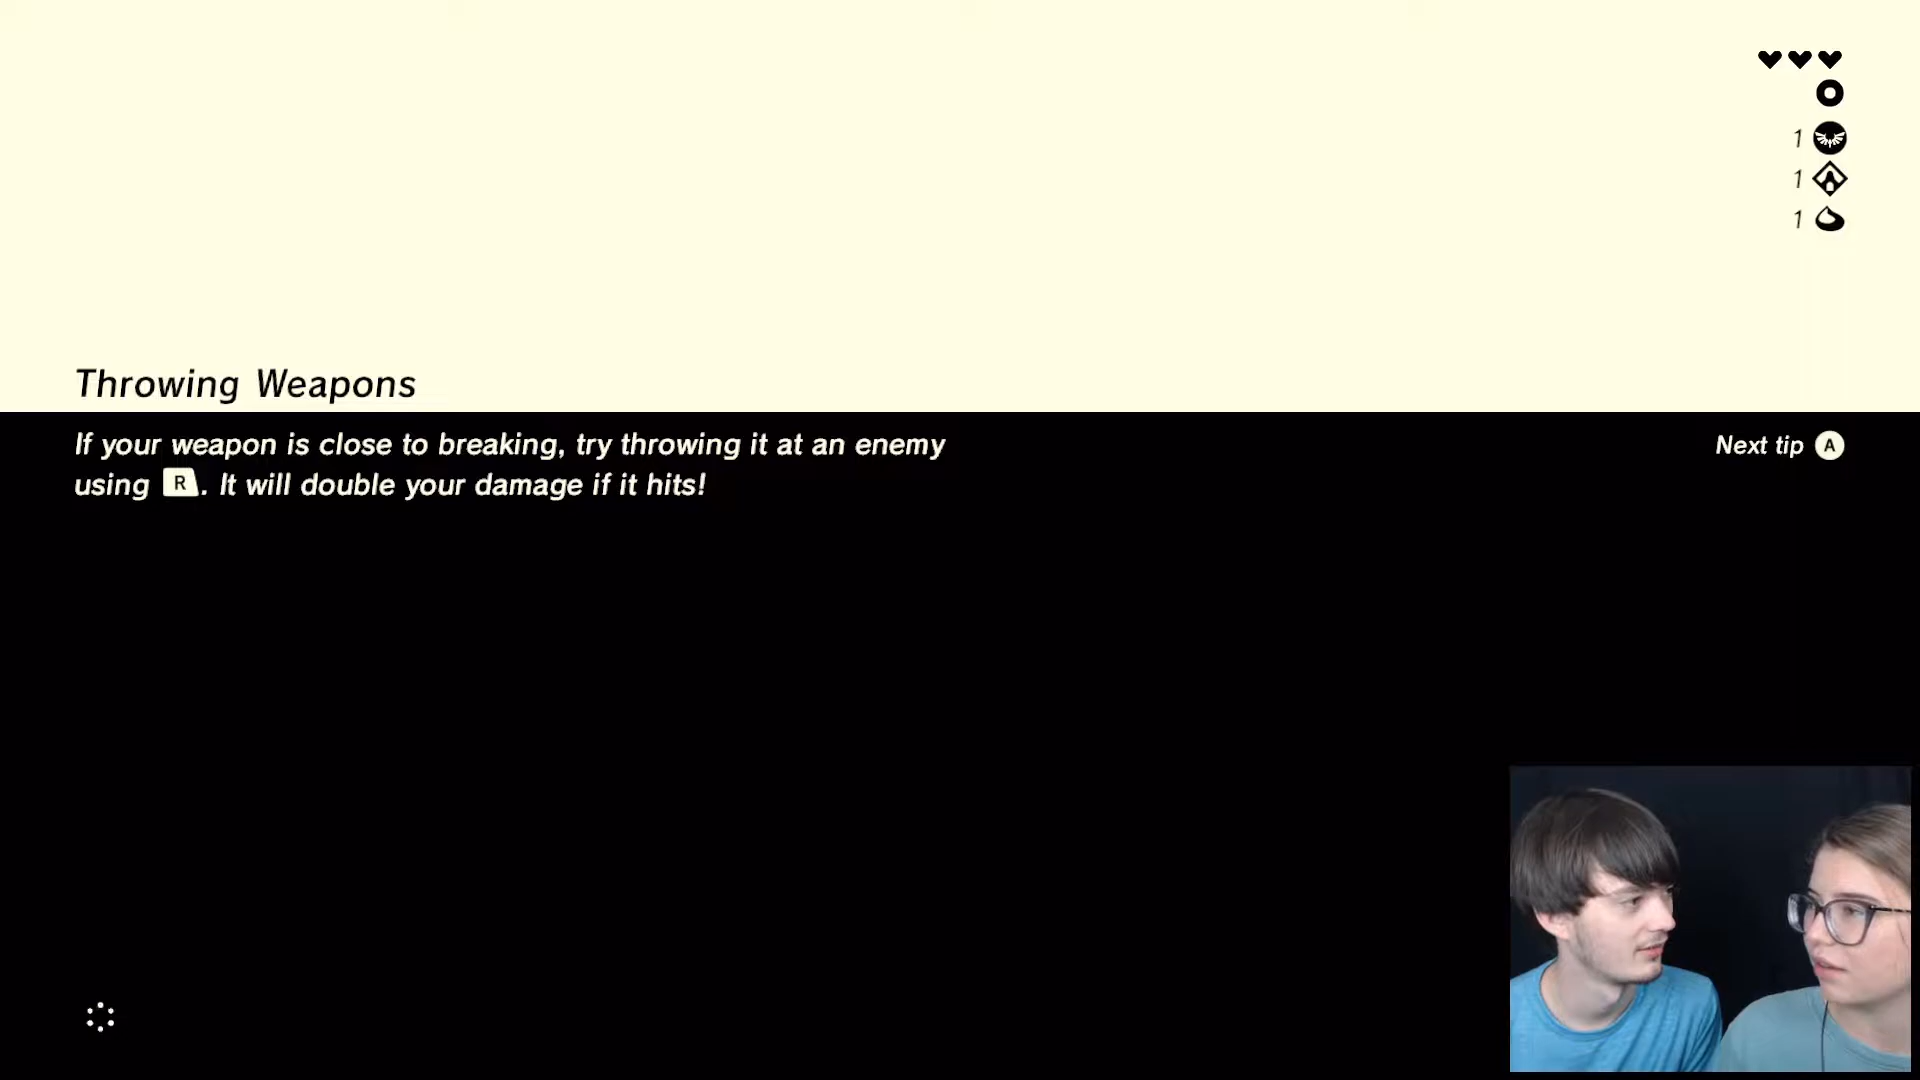 1
1
1
Throwing Weapons
If your weapon is close to breaking, try throwing it at an enemy
using R. It will double your damage if it hits!
Next tip A